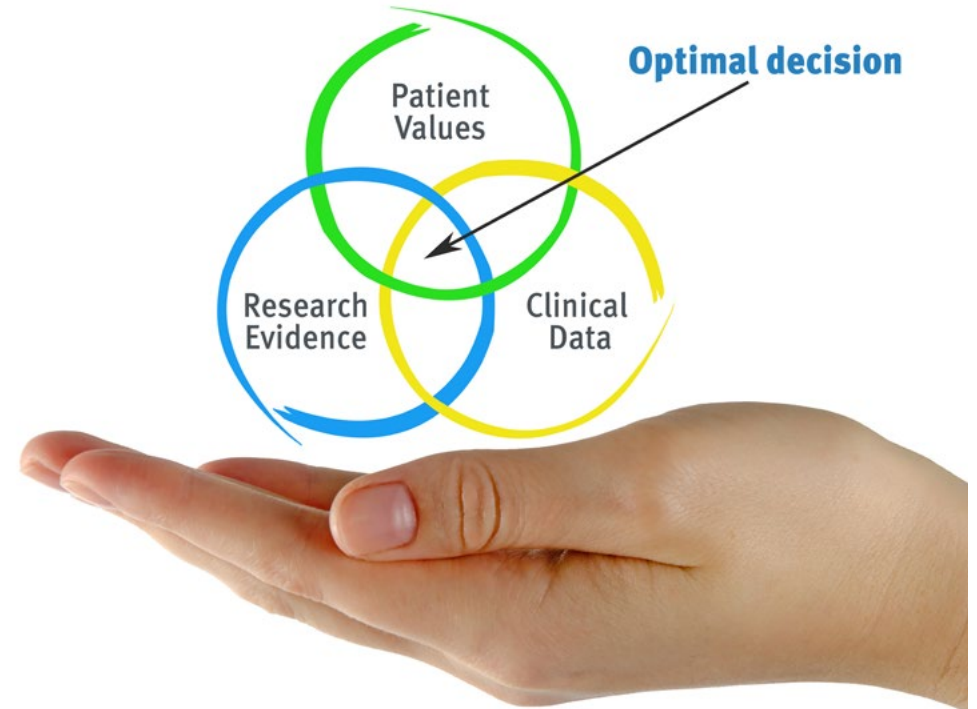 Optimal decision
Patient
Values
Research
Evidence
Clinical
Data